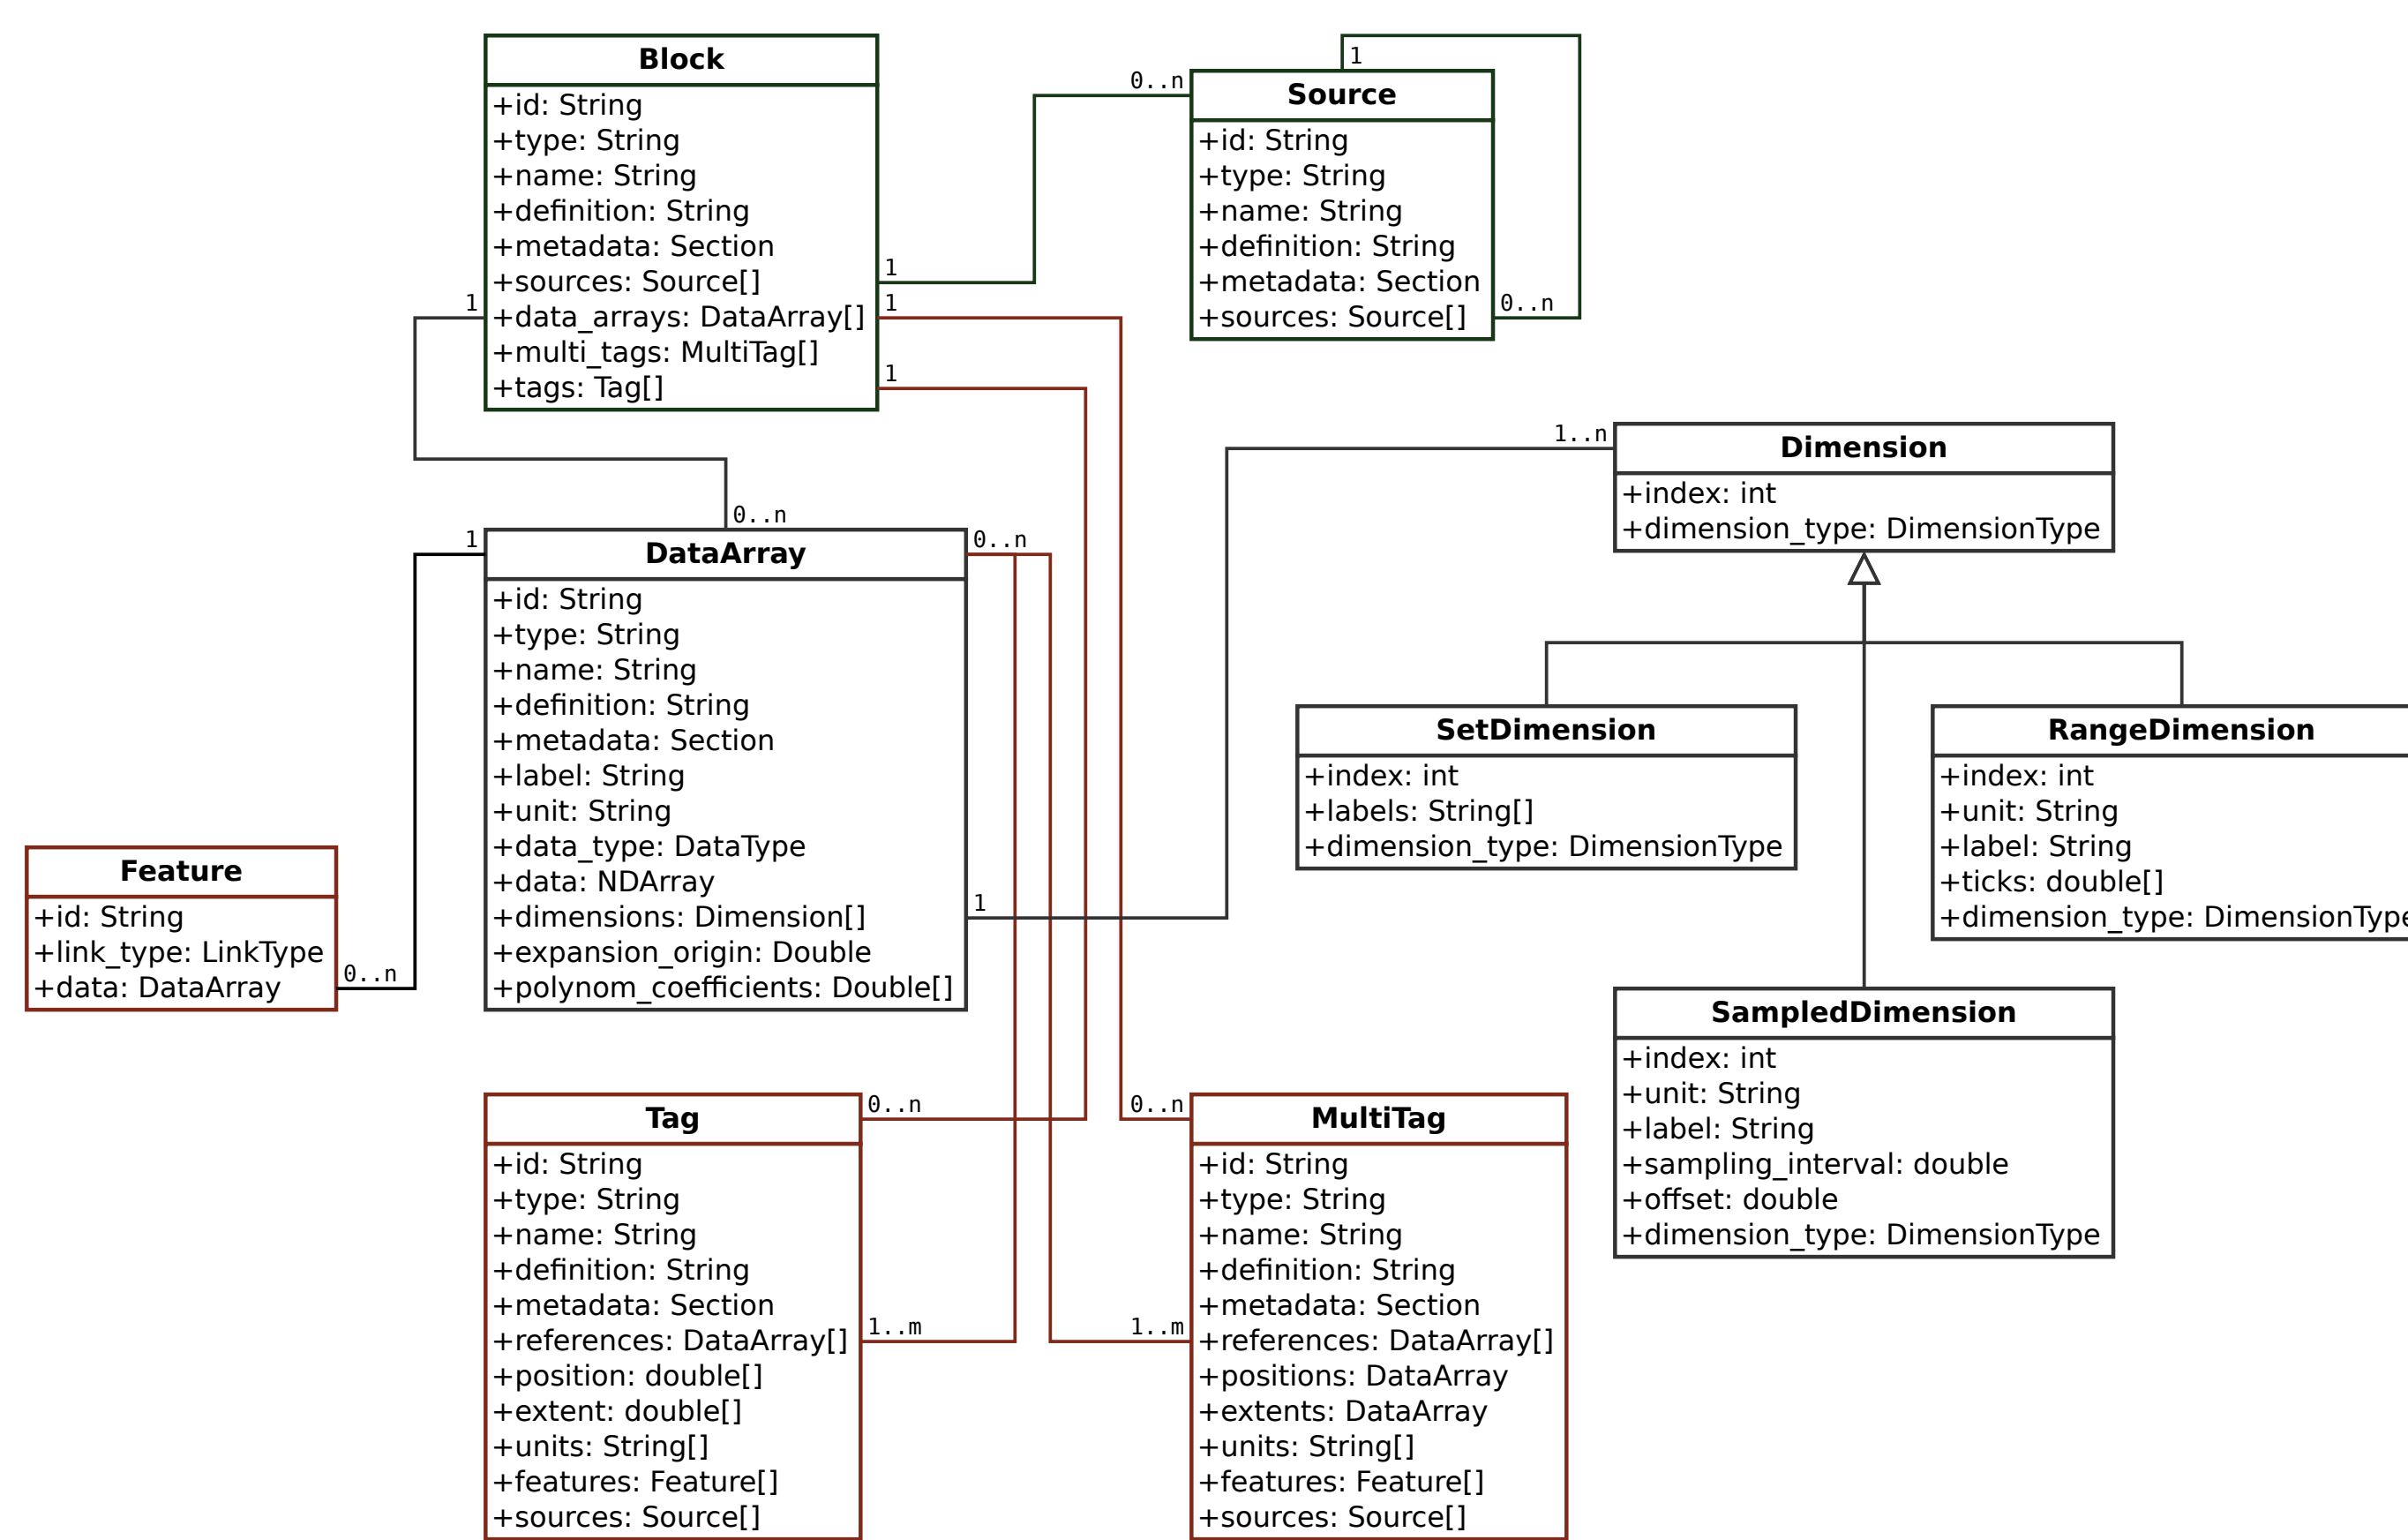 Block
+id: String
+type: String
+name: String
+definition: String
+metadata: Section
+sources: Source[]
+data_arrays: DataArray[]
+multi_tags: MultiTag[]
+tags: Tag[]
1
1
1
1
0..n
1
Source
+id: String
+type: String
+name: String
+definition: String
+metadata: Section
+sources: Source[]
0..n
0..n
1
0..n
DataArray
+id: String
+type: String
+name: String
+definition: String
+metadata: Section
+label: String
+unit: String
+data_type: DataType
+data: NDArray
+dimensions: Dimension[]
+expansion_origin: Double
+polynom_coefficients: Double[]
1
1..n
Dimension
+index: int
+dimension_type: DimensionType
SetDimension
+index: int
+labels: String[]
+dimension_type: DimensionType
RangeDimension
+index: int
+unit: String
+label: String
+ticks: double[]
+dimension_type: DimensionType
Feature
+id: String
+link_type: LinkType
+data: DataArray
0..n
SampledDimension
+index: int
+unit: String
+label: String
+sampling_interval: double
+offset: double
+dimension_type: DimensionType
Tag
+id: String
+type: String
+name: String
+definition: String
+metadata: Section
+references: DataArray[]
+position: double[]
+extent: double[]
+units: String[]
+features: Feature[]
+sources: Source[]
0..n
1..m
0..n
1..m
MultiTag
+id: String
+type: String
+name: String
+definition: String
+metadata: Section
+references: DataArray[]
+positions: DataArray
+extents: DataArray
+units: String[]
+features: Feature[]
+sources: Source[]